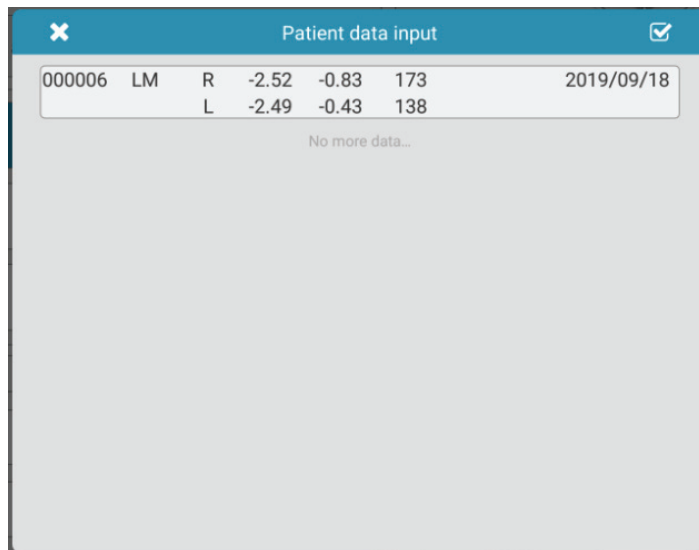 Patient data input
000006 LM R -2.52 -0.83 173 2019/09/18
L -2.49 -0.43 138
No more data...